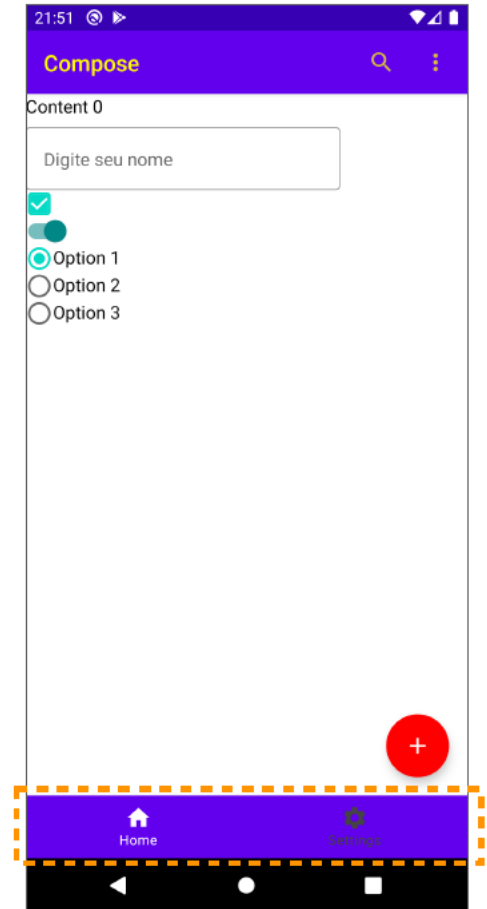 21:51
Compose
Content 0
Digite seu nome
Option 1
Option 2
Option 3
+
Home Settings